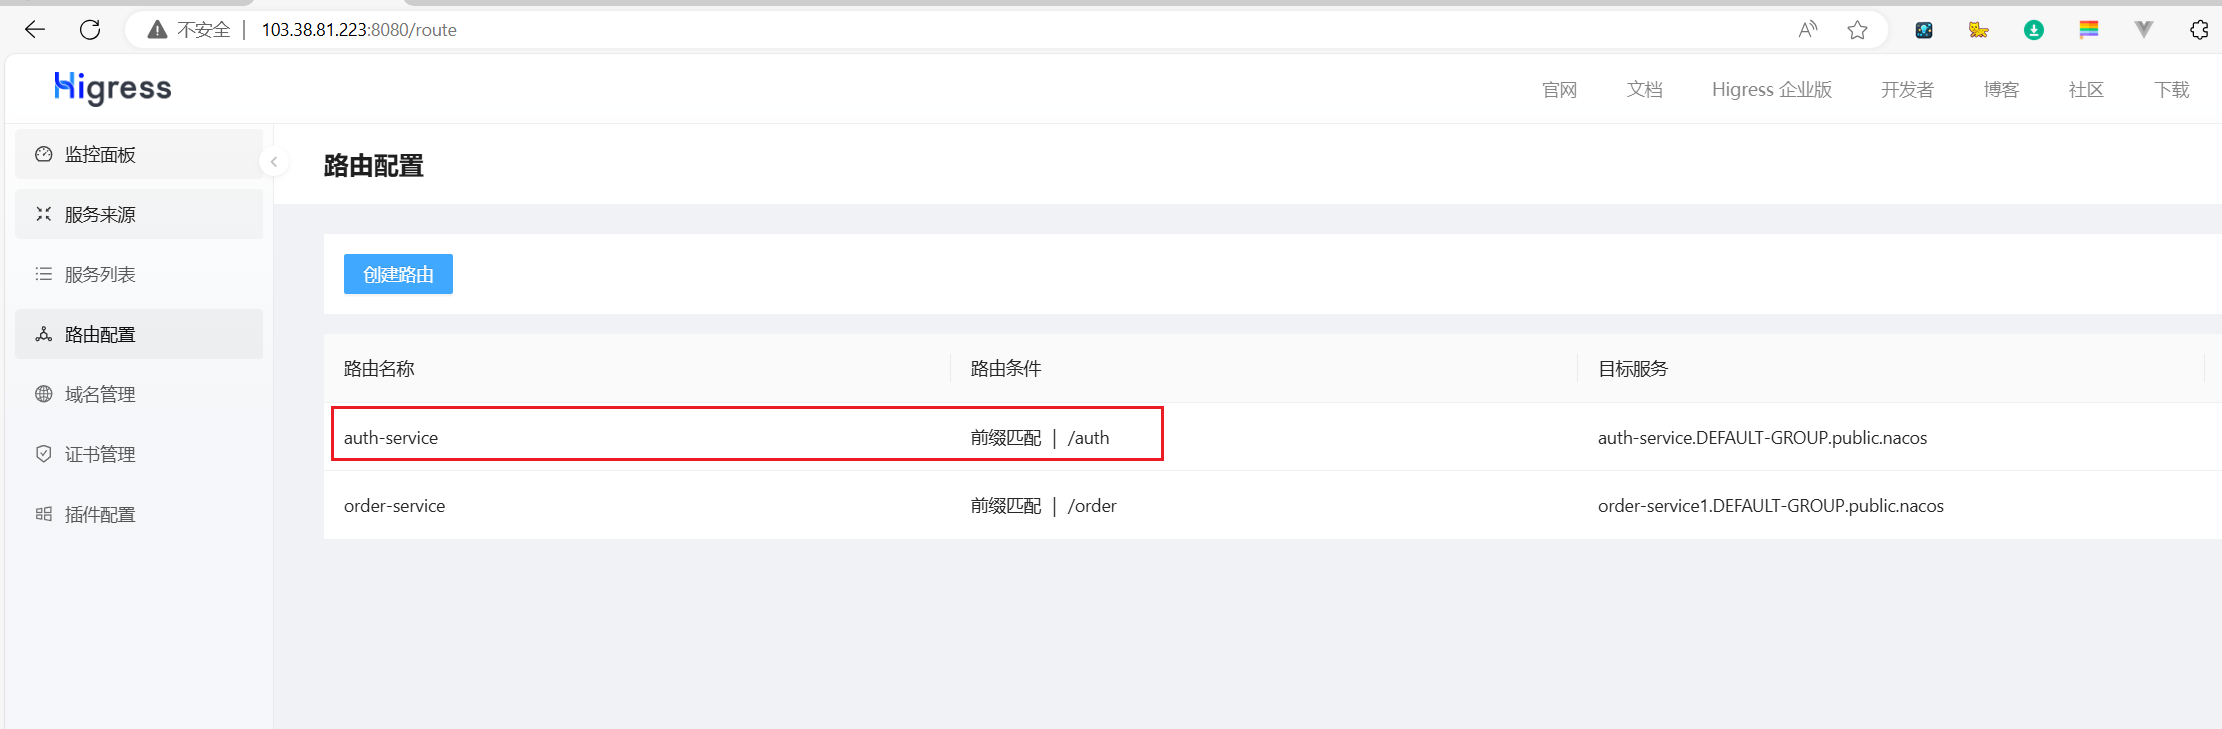 不安全 | 103.38.81.223:8080/route
Higress
官网 文档 Higress 企业版 开发者 博客 社区 下载
监控面板
服务来源
服务列表
路由配置
域名管理
证书管理
插件配置
路由配置
创建路由
路由名称 路由条件 目标服务
auth-service 前缀匹配 | /auth auth-service.DEFAULT-GROUP.public.nacos
order-service 前缀匹配 | /order order-service1.DEFAULT-GROUP.public.nacos